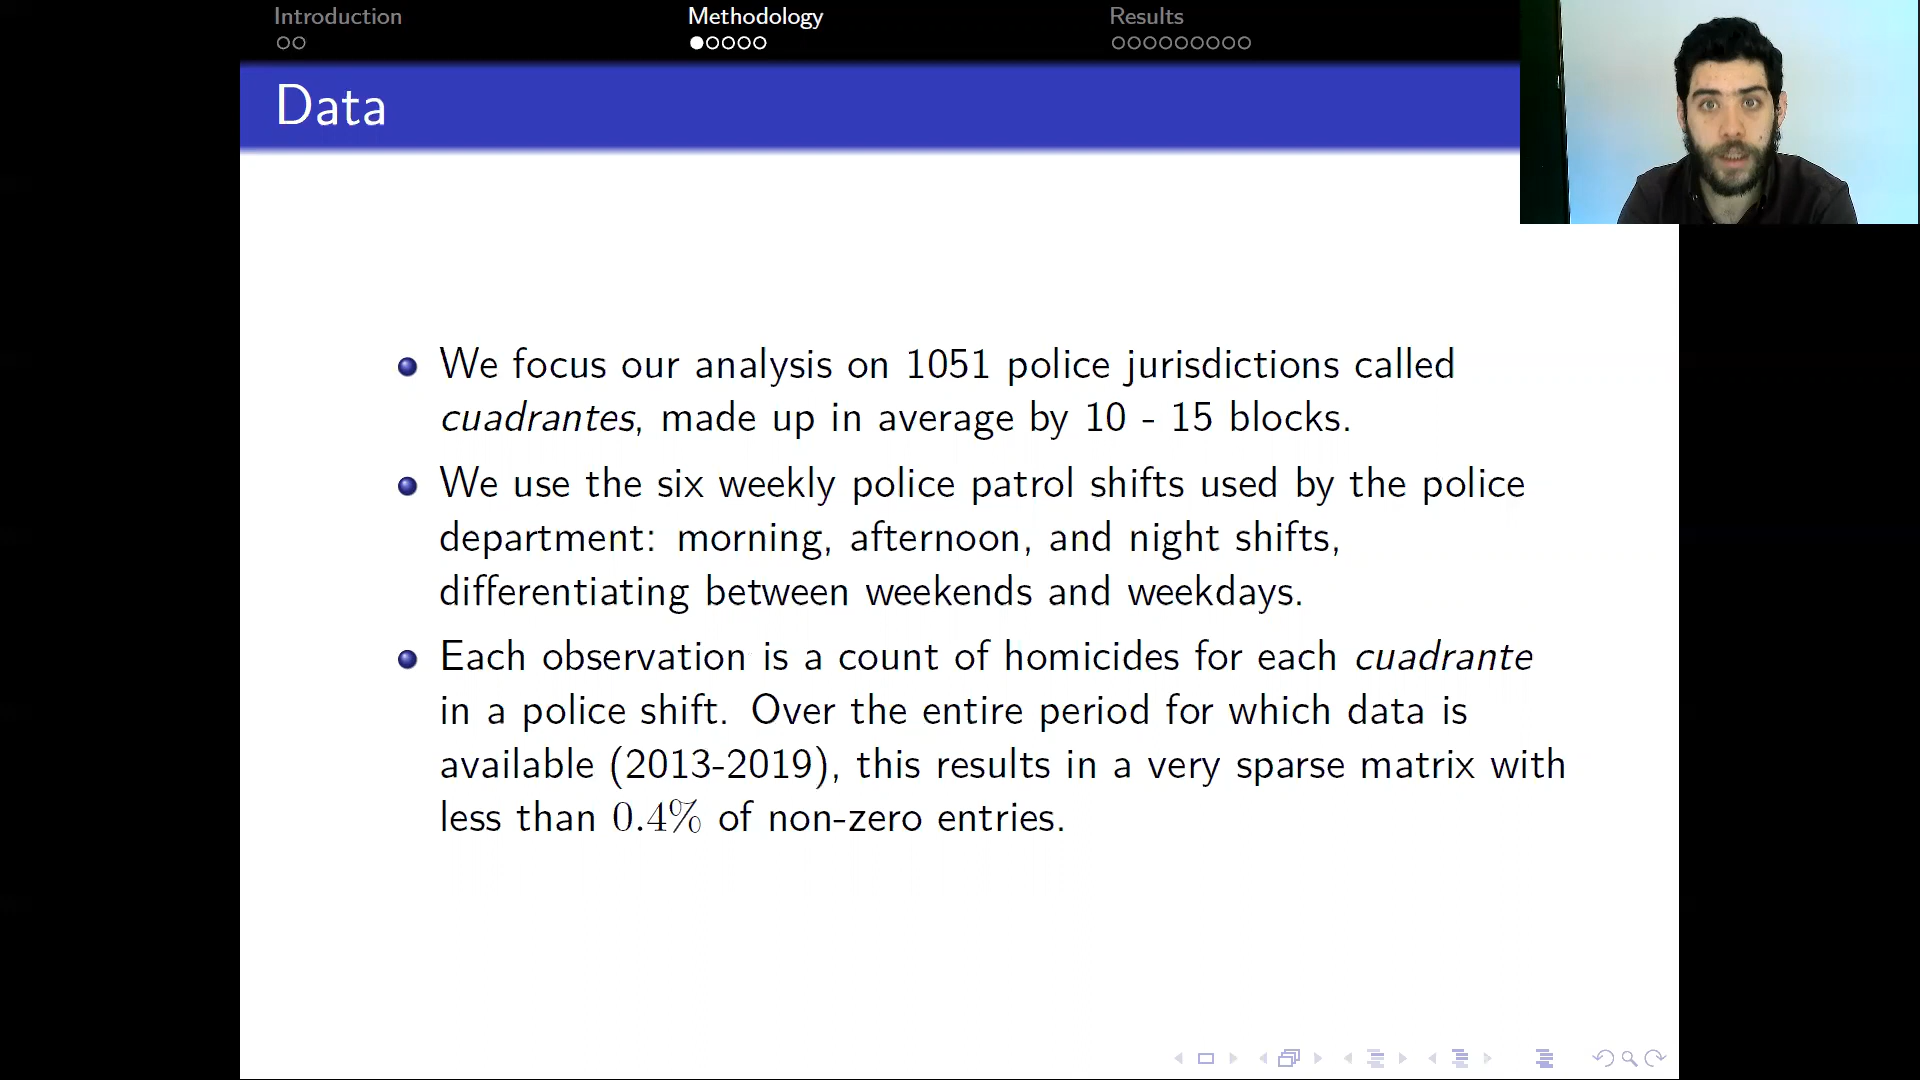 Introduction
Methodology
Results
Data
We focus our analysis on 1051 police jurisdictions called
cuadrantes, made up in average by 10 - 15 blocks.
We use the six weekly police patrol shifts used by the police
department: morning, afternoon, and night shifts,
differentiating between weekends and weekdays.
Each observation is a count of homicides for each cuadrante
in a police shift. Over the entire period for which data is
available (2013-2019), this results in a very sparse matrix with
less than 0.4% of non-zero entries.